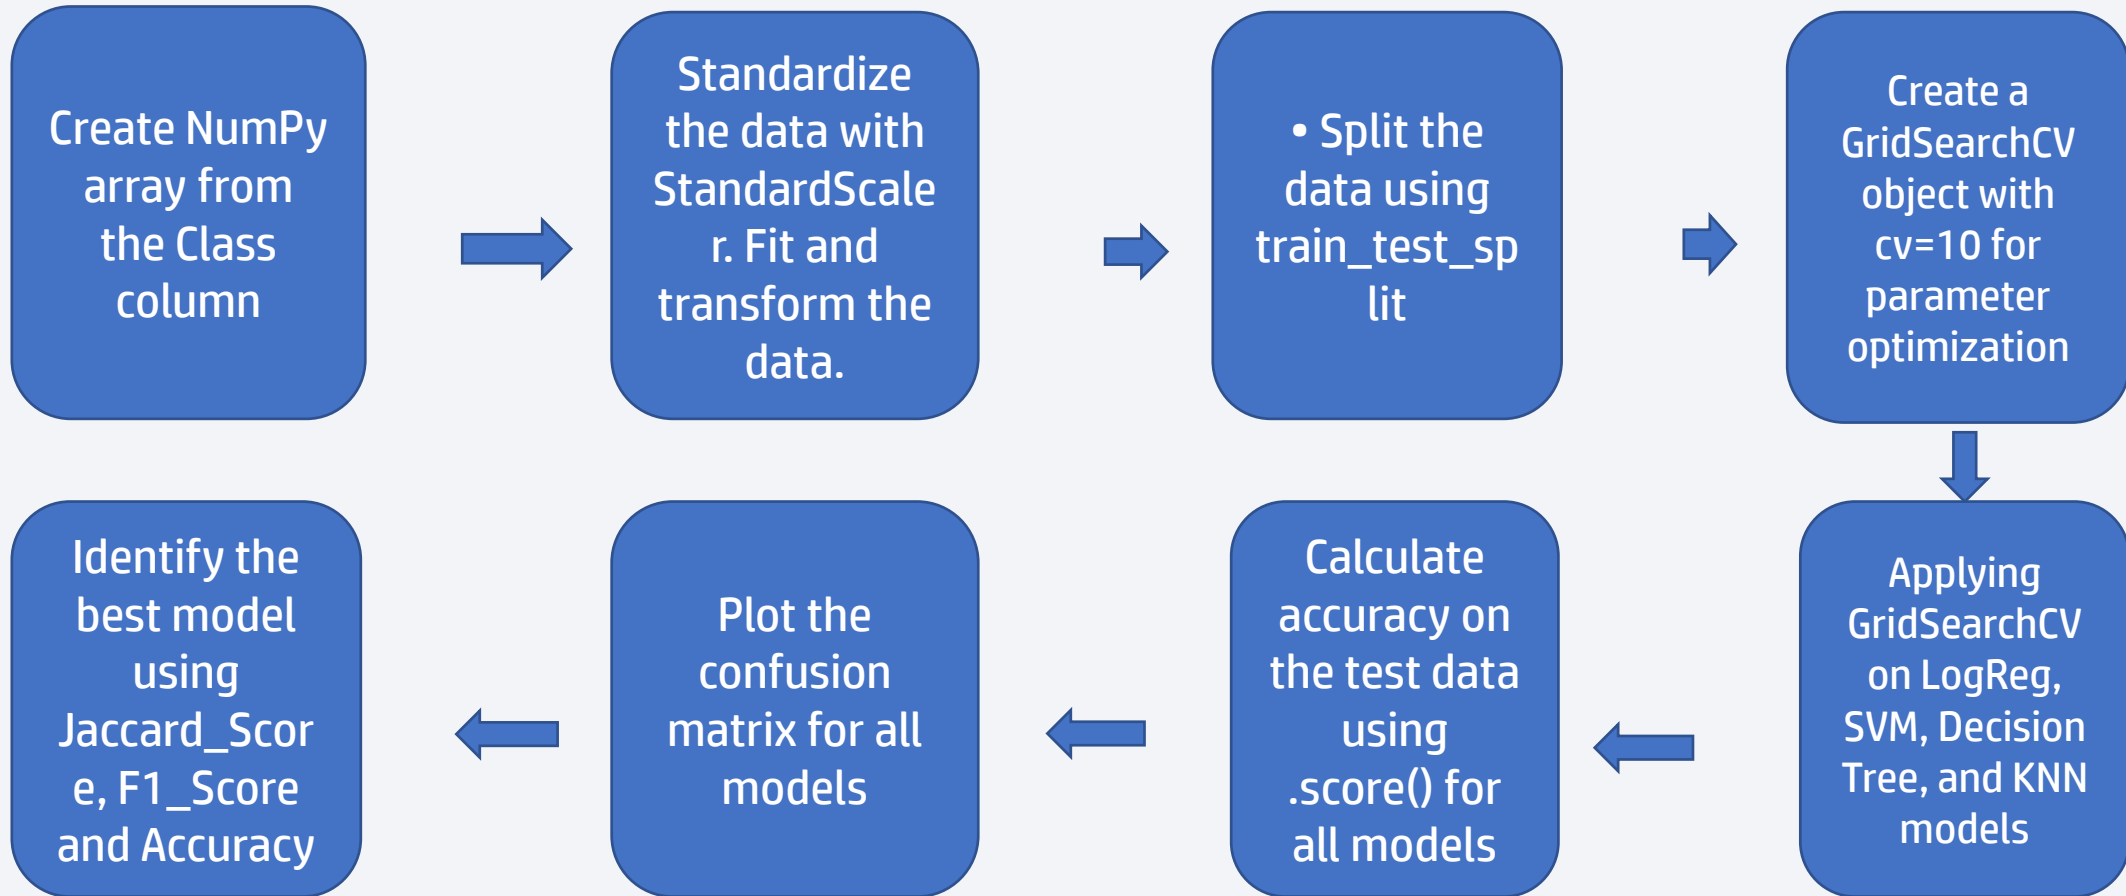 Create NumPy
array from
the Class
column
Standardize
the data with
StandardScale
r. Fit and
transform the
data.
• Split the
data using
train_test_sp
lit
Create a
GridSearchCV
object with
cv=10 for
parameter
optimization
Applying
GridSearchCV
on LogReg,
SVM, Decision
Tree, and KNN
models
Calculate
accuracy on
the test data
using
.score() for
all models
Plot the
confusion
matrix for all
models
Identify the
best model
using
Jaccard_Scor
e, F1_Score
and Accuracy